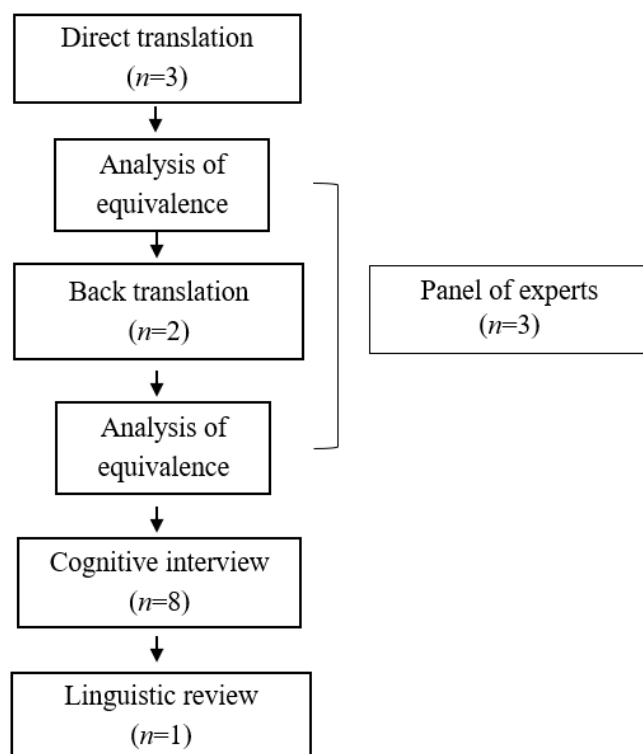 Direct translation
(n=3)
Analysis of
equivalence
Back translation
(n=2)
Analysis of
equivalence
Panel of experts
(n=3)
Cognitive interview
(n=8)
Linguistic review
(n=1)